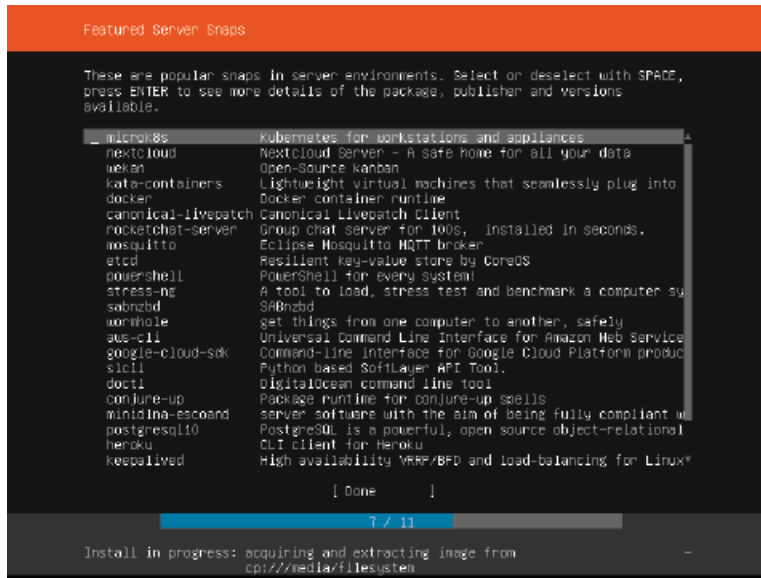 Featured Server Snaps
These are popular snaps in server environments. Select or deselect with SPACE,
press ENTER to see more details of the package, publisher and versions
available.
_ microk8s Kubernetes for workstations and appliances
nextcloud Nextcloud Server - A safe home for all your data
wekan Open-Source kanban
kata-containers Lightweight virtual machines that seamlessly plug into
docker Docker container runtime
canonical-livepatch Canonical Livepatch Client
rocketchat-server Group chat server for 100s, installed in seconds.
mosquitto Eclipse Mosquitto MQTT broker
etcd Resilient key-value store by CoreOS
powershell PowerShell for every system!
stress-ng A tool to load, stress test and benchmark a computer sy
sabnzbd SABnzbd
wormhole get things from one computer to another, safely
aws-cli Universal Command Line Interface for Amazon Web Service
google-cloud-sdk Command-line interface for Google Cloud Platform produc
slcli Python based SoftLayer API Tool.
doctl DigitalOcean command line tool
conjure-up Package runtime for conjure-up spells
minidlna-escoand server software with the aim of being fully compliant w
postgresql10 PostgreSQL is a powerful, open source object-relational
heroku CLI client for Heroku
keepalived High availability VRRP/BFD and load-balancing for Linux
[ Done ]
7 / 11
Install in progress: acquiring and extracting image from -
cp:///media/filesystem